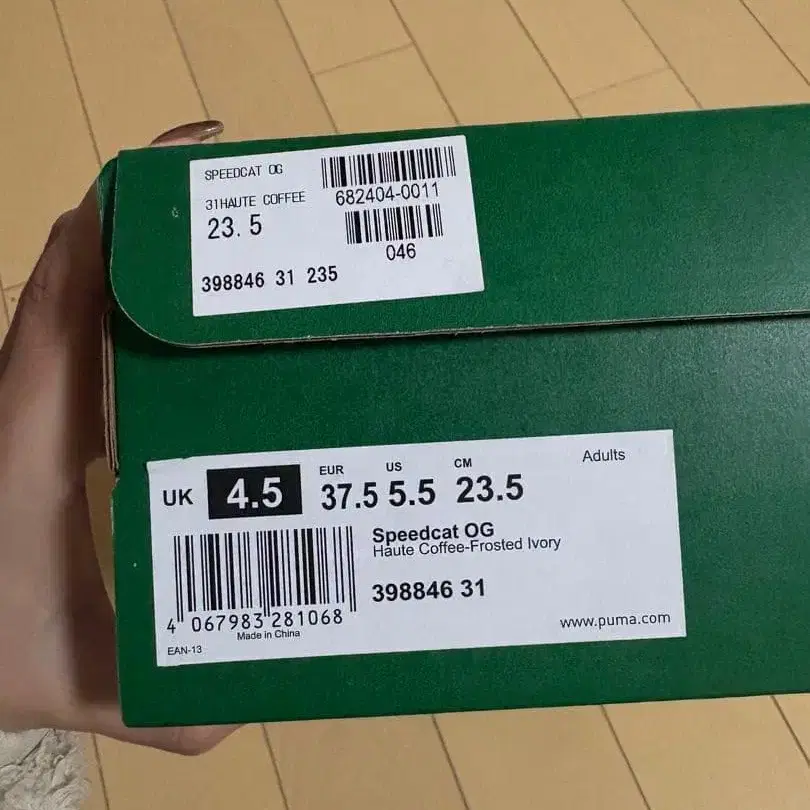 SPEEDCAT OG
31HAUTE COFFEE
23.5
398846 31 235
682404-0011
046
UK 4.5 EUR 37.5 US 5.5 CM 23.5
Adults
Speedcat OG
Haute Coffee-Frosted Ivory
398846 31
4 067983 281068
Made in China
EAN-13
www.puma.com